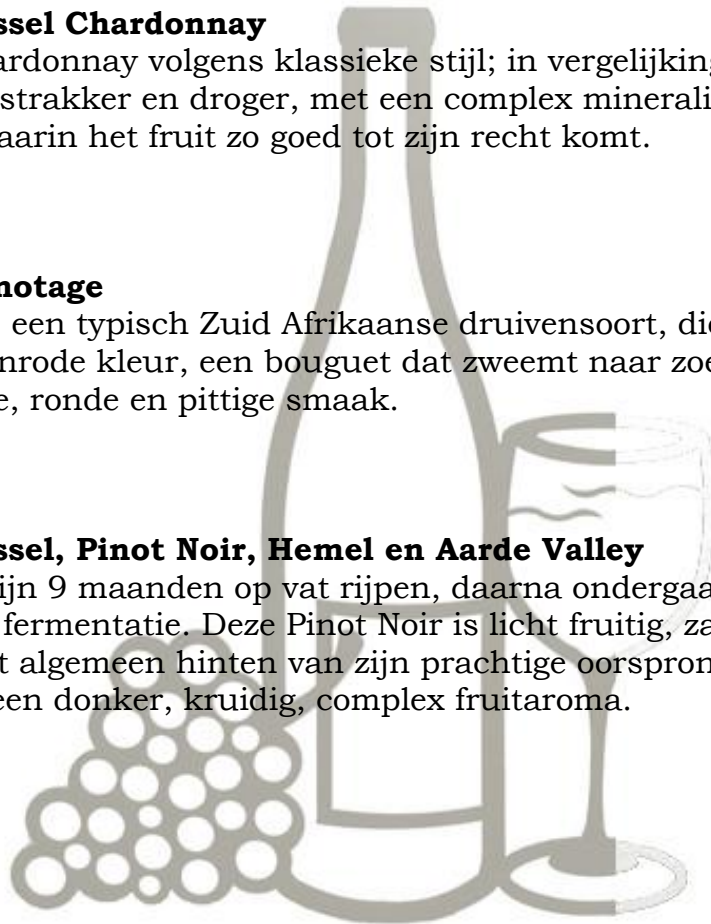 ssel Chardonnay
ardonnay volgens klassieke stijl; in vergelijking
strakker en droger, met een complex minerali
aarin het fruit zo goed tot zijn recht komt.
notage
een typisch Zuid Afrikaanse druivensoort, die
nrode kleur, een bouguet dat zweemt naar zoe
e, ronde en pittige smaak.
ssel, Pinot Noir, Hemel en Aarde Valley
ijn 9 maanden op vat rijpen, daarna ondergaa
fermentatie. Deze Pinot Noir is licht fruitig, za
t algemeen hinten van zijn prachtige oorspron
een donker, kruidig, complex fruitaroma.